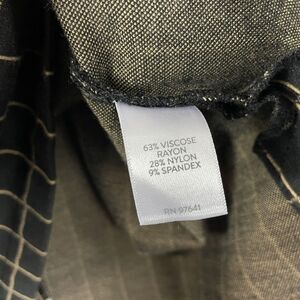 63% VISCOSE
RAYON
28% NYLON
9% SPANDEX
RN 97641